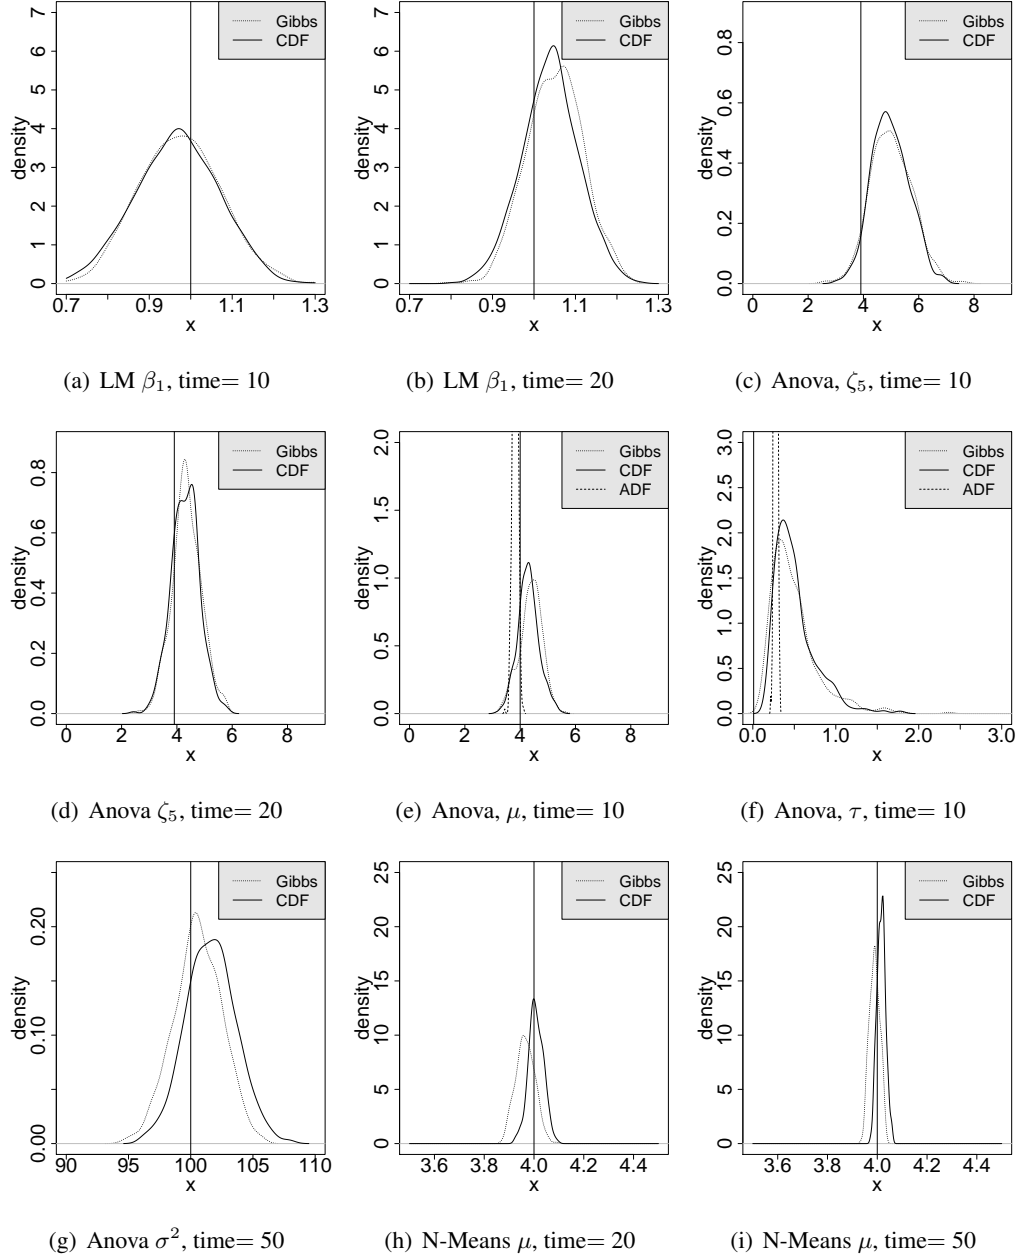 Gibbs
CDF
density
0 1 2 3 4 5 6 7
0.7 0.9 1.1 1.3
x
(a) LM β₁, time= 10
Gibbs
CDF
density
0 1 2 3 4 5 6 7
0.7 0.9 1.1 1.3
x
(b) LM β₁, time= 20
Gibbs
CDF
density
0.0 0.2 0.4 0.6 0.8
0 2 4 6 8
x
(c) Anova, ζ₅, time= 10
Gibbs
CDF
density
0.0 0.2 0.4 0.6 0.8
0 2 4 6 8
x
(d) Anova ζ₅, time= 20
Gibbs
CDF
ADF
density
0.0 0.5 1.0 1.5 2.0
0 2 4 6 8
x
(e) Anova, μ, time= 10
Gibbs
CDF
ADF
density
0.0 0.5 1.0 1.5 2.0 2.5 3.0
0.0 1.0 2.0 3.0
x
(f) Anova, τ, time= 10
Gibbs
CDF
density
0.00 0.10 0.20
90 95 100 105 110
x
(g) Anova σ², time= 50
Gibbs
CDF
density
0 5 10 15 20 25
3.6 3.8 4.0 4.2 4.4
x
(h) N-Means μ, time= 20
Gibbs
CDF
density
0 5 10 15 20 25
3.6 3.8 4.0 4.2 4.4
x
(i) N-Means μ, time= 50